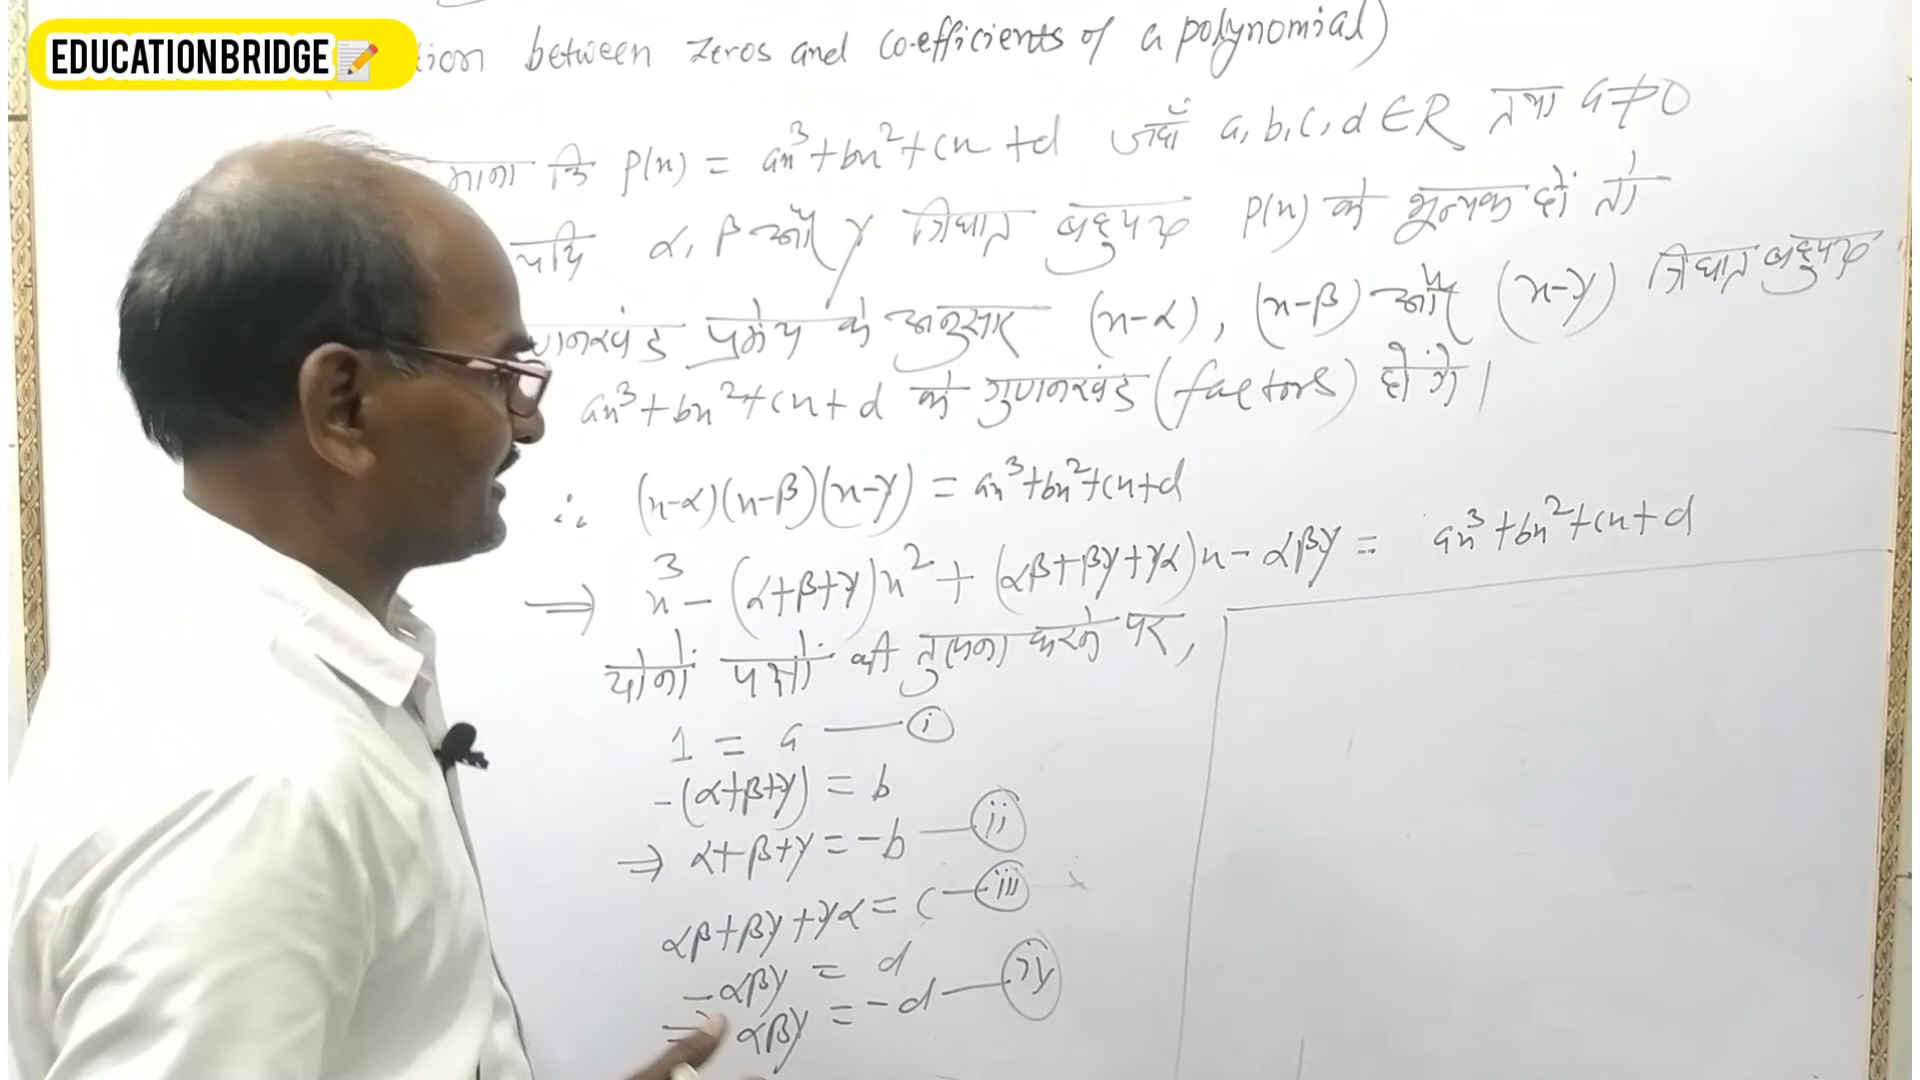 EDUCATIONBRIDGE
tion between zeros and co-efficients of a polynomial)
माना कि p(x) = ax³+bx²+cx+d जहाँ a, b, c, d ∈ R तथा a≠0
यदि α, β और γ त्रिघात बहुपद P(x) के शून्यक हों तो
गुणनखंड प्रमेय के अनुसार (x-α), (x-β) और (x-γ) त्रिघात बहुपद
ax³+bx²+cx+d के गुणनखंड (factors) होंगे।
∴ (x-α)(x-β)(x-γ) = ax³+bx²+cx+d
⇒ x³-(α+β+γ)x²+(αβ+βγ+γα)x-αβγ = ax³+bx²+cx+d
दोनों पक्षों की तुलना करने पर,
1 = a — (i)
-(α+β+γ) = b
⇒ α+β+γ = -b — (ii)
αβ+βγ+γα = c — (iii)
-αβγ = d
⇒ αβγ = -d — (iv)